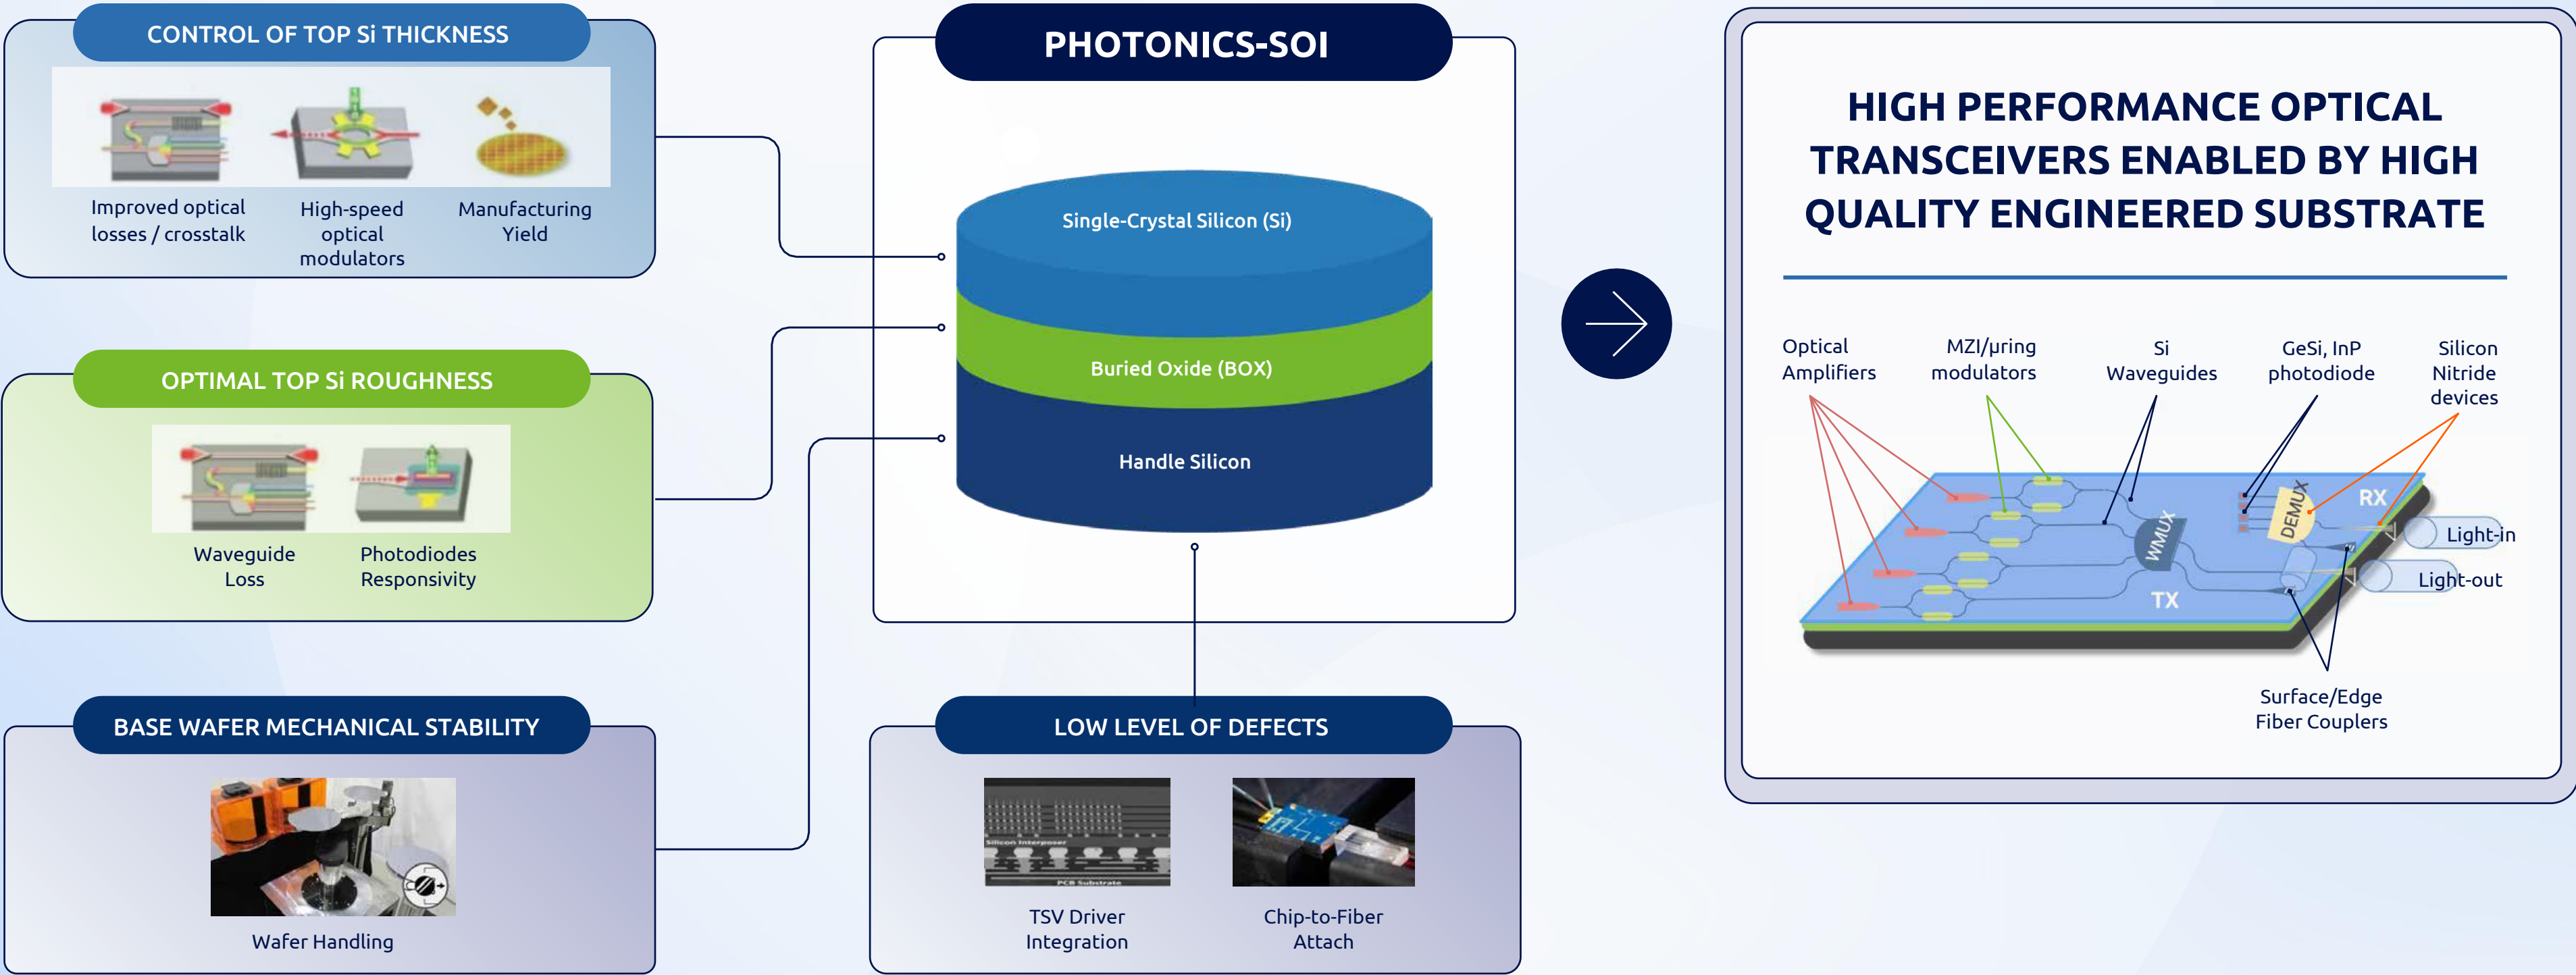 CONTROL OF TOP Si THICKNESS
Improved optical
losses / crosstalk
High-speed
optical
modulators
Manufacturing
Yield
OPTIMAL TOP Si ROUGHNESS
Waveguide
Loss
Photodiodes
Responsivity
BASE WAFER MECHANICAL STABILITY
Wafer Handling
PHOTONICS-SOI
Single-Crystal Silicon (Si)
Buried Oxide (BOX)
Handle Silicon
LOW LEVEL OF DEFECTS
Silicon Interposer
PCB Substrate
TSV Driver
Integration
Chip-to-Fiber
Attach
HIGH PERFORMANCE OPTICAL
TRANSCEIVERS ENABLED BY HIGH
QUALITY ENGINEERED SUBSTRATE
Optical
Amplifiers
MZI/µring
modulators
Si
Waveguides
GeSi, InP
photodiode
Silicon
Nitride
devices
WMUX
DEMUX
RX
TX
Light-in
Light-out
Surface/Edge
Fiber Couplers